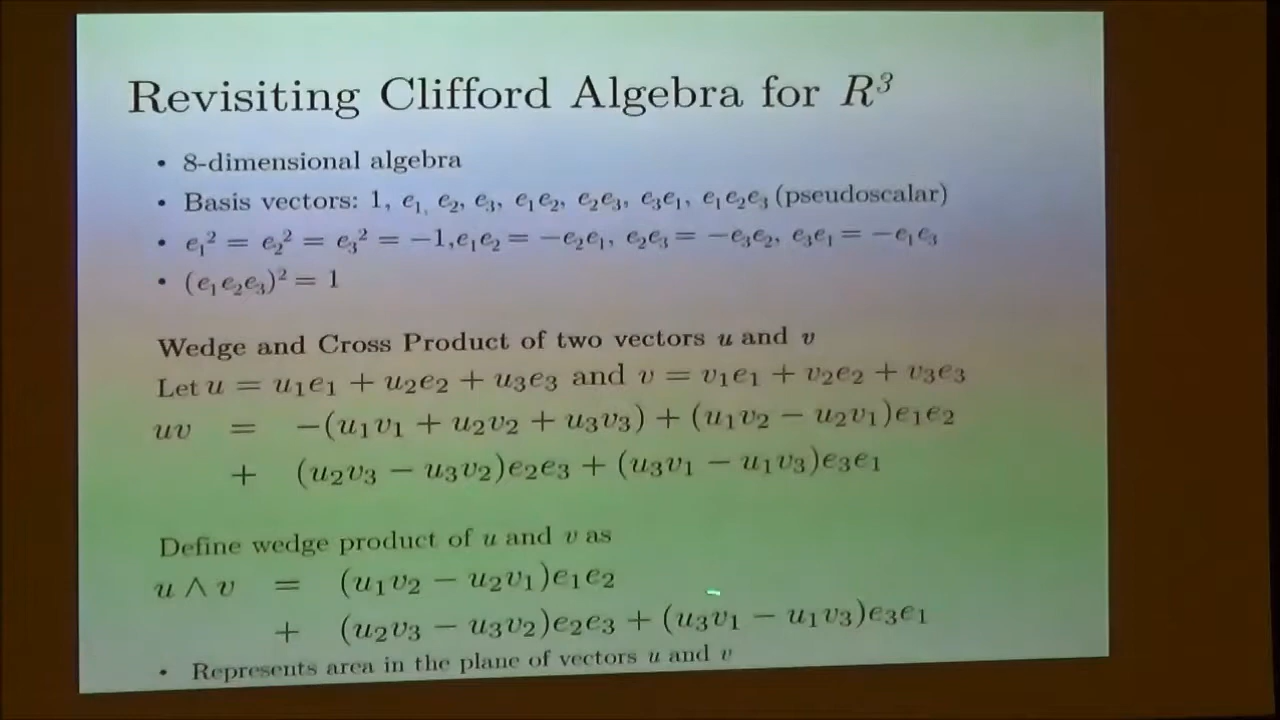 Revisiting Clifford Algebra for R³
• 8-dimensional algebra
• Basis vectors: 1, e₁, e₂, e₃, e₁e₂, e₂e₃, e₃e₁, e₁e₂e₃ (pseudoscalar)
• e₁² = e₂² = e₃² = −1, e₁e₂ = −e₂e₁, e₂e₃ = −e₃e₂, e₃e₁ = −e₁e₃
• (e₁e₂e₃)² = 1
Wedge and Cross Product of two vectors u and v
Let u = u₁e₁ + u₂e₂ + u₃e₃ and v = v₁e₁ + v₂e₂ + v₃e₃
uv = −(u₁v₁ + u₂v₂ + u₃v₃) + (u₁v₂ − u₂v₁)e₁e₂
+ (u₂v₃ − u₃v₂)e₂e₃ + (u₃v₁ − u₁v₃)e₃e₁
Define wedge product of u and v as
u ∧ v = (u₁v₂ − u₂v₁)e₁e₂
+ (u₂v₃ − u₃v₂)e₂e₃ + (u₃v₁ − u₁v₃)e₃e₁
• Represents area in the plane of vectors u and v